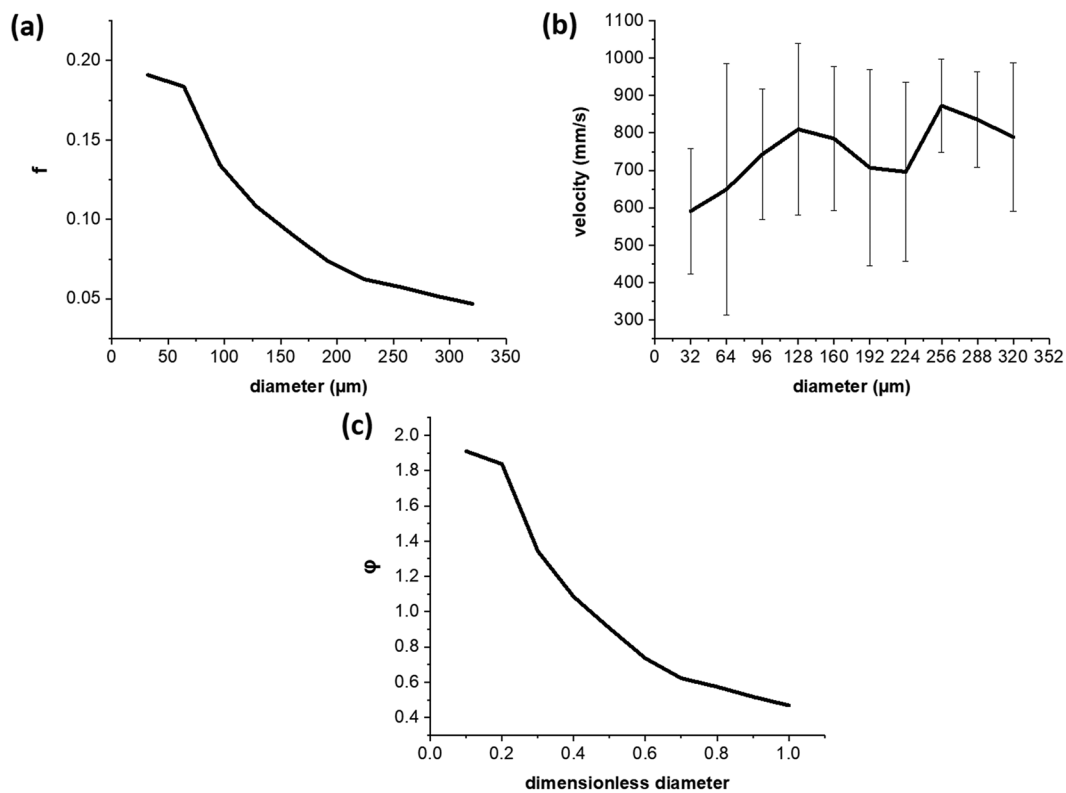 (a)
0.20
0.15
0.10
0.05
f
0 50 100 150 200 250 300 350
diameter (µm)
(b)
1100
1000
900
800
700
600
500
400
300
velocity (mm/s)
0 32 64 96 128 160 192 224 256 288 320 352
diameter (µm)
(c)
2.0
1.8
1.6
1.4
1.2
1.0
0.8
0.6
0.4
φ
0.0 0.2 0.4 0.6 0.8 1.0
dimensionless diameter